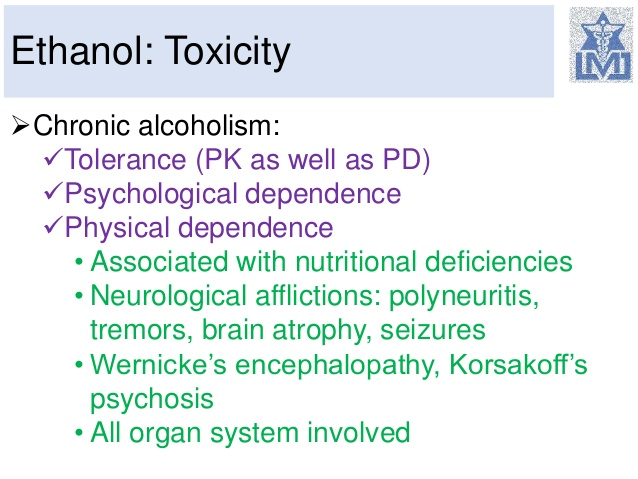 Ethanol: Toxicity
LMJ
➢Chronic alcoholism:
✓Tolerance (PK as well as PD)
✓Psychological dependence
✓Physical dependence
• Associated with nutritional deficiencies
• Neurological afflictions: polyneuritis,
tremors, brain atrophy, seizures
• Wernicke’s encephalopathy, Korsakoff’s
psychosis
• All organ system involved